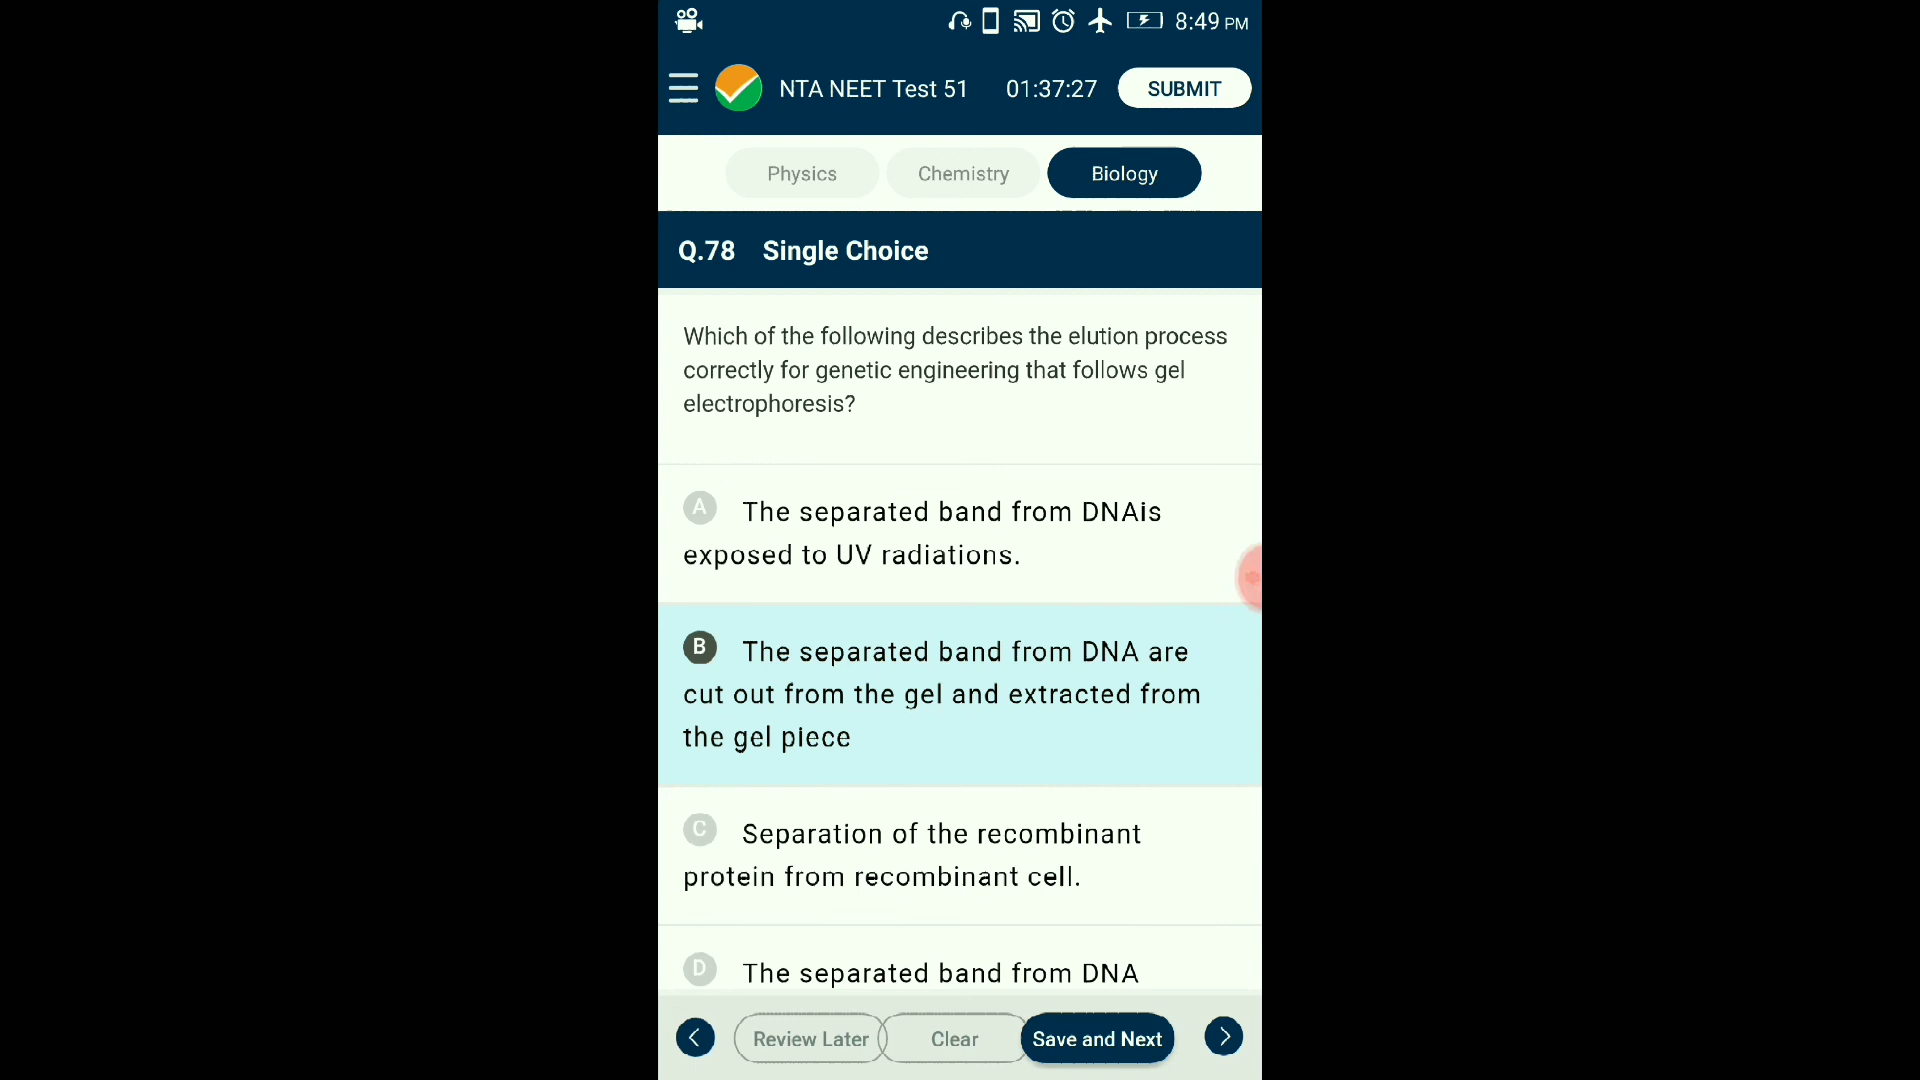 8:49 PM
NTA NEET Test 51 01:37:27 SUBMIT
Physics Chemistry Biology
Q.78 Single Choice
Which of the following describes the elution process
correctly for genetic engineering that follows gel
electrophoresis?
A The separated band from DNAis
exposed to UV radiations.
B The separated band from DNA are
cut out from the gel and extracted from
the gel piece
C Separation of the recombinant
protein from recombinant cell.
D The separated band from DNA
Review Later Clear Save and Next